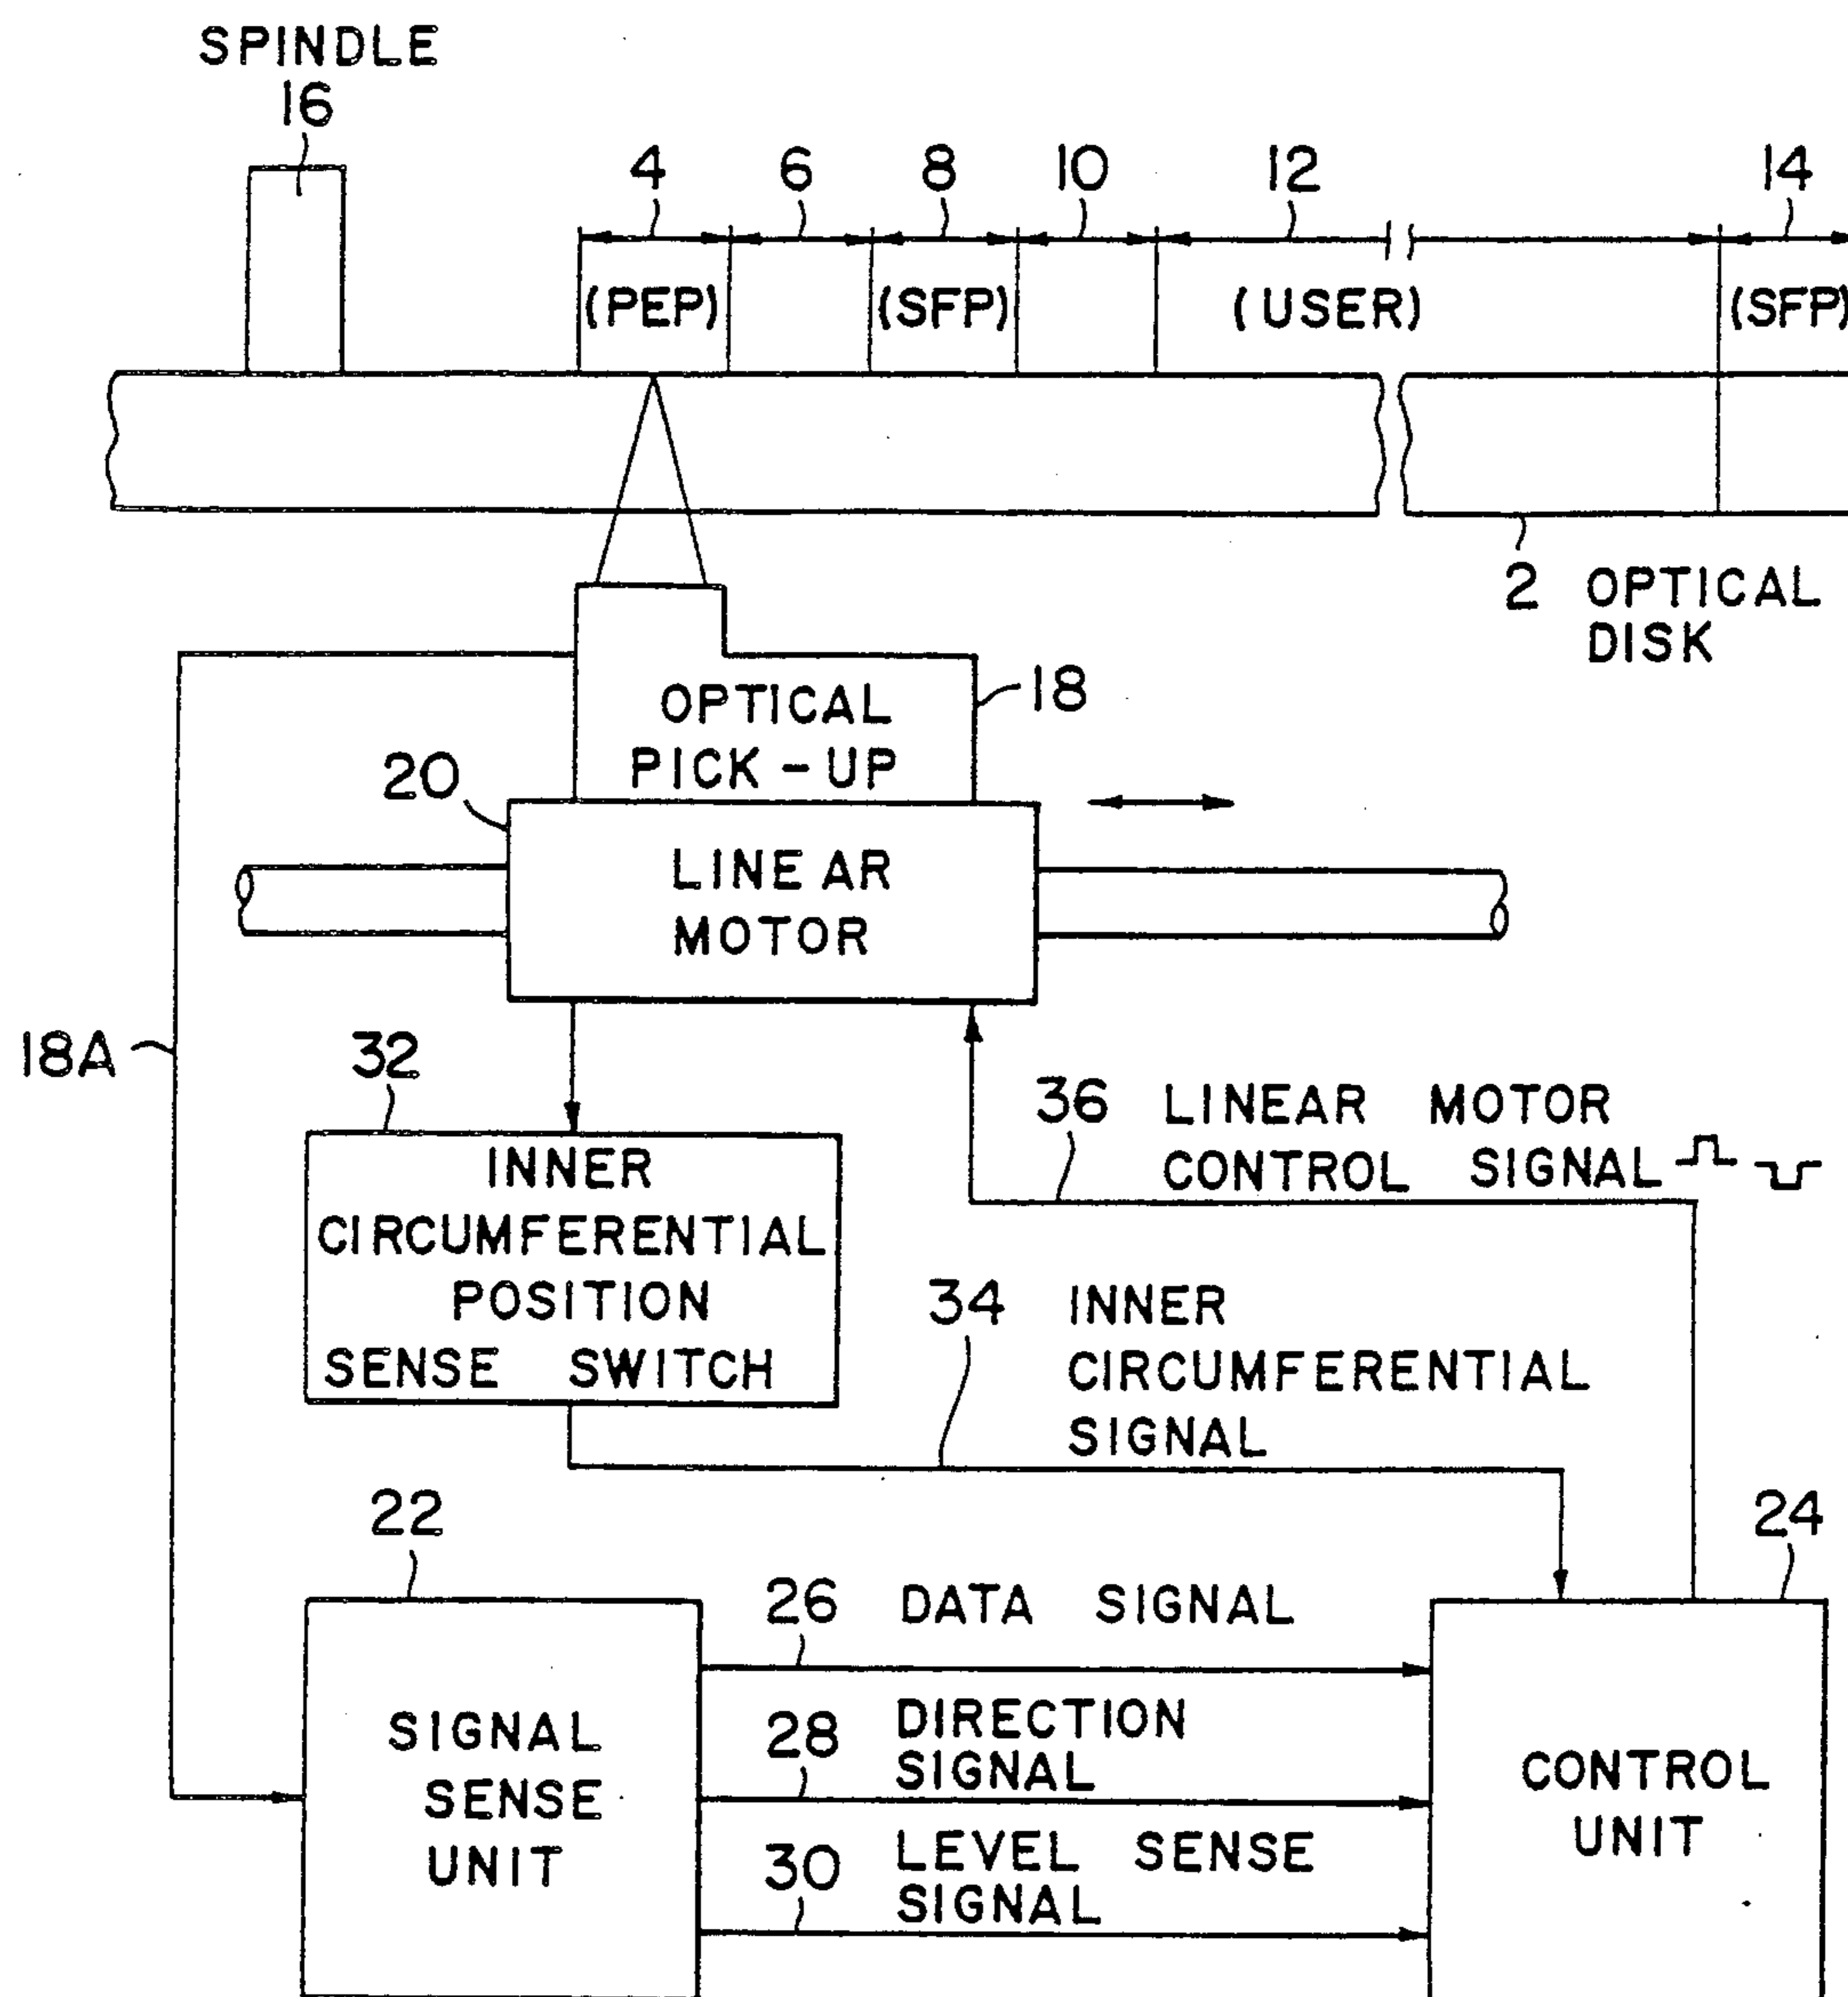 SPINDLE
16
4 6 8 10 12 14
(PEP) (SFP) (USER) (SFP)
2 OPTICAL
DISK
OPTICAL
PICK-UP
18
20
LINEAR
MOTOR
18A
32
36 LINEAR MOTOR
CONTROL SIGNAL
INNER
CIRCUMFERENTIAL
POSITION
SENSE SWITCH
34 INNER
CIRCUMFERENTIAL
SIGNAL
22
24
26 DATA SIGNAL
SIGNAL
SENSE
UNIT
28 DIRECTION
SIGNAL
30 LEVEL SENSE
SIGNAL
CONTROL
UNIT